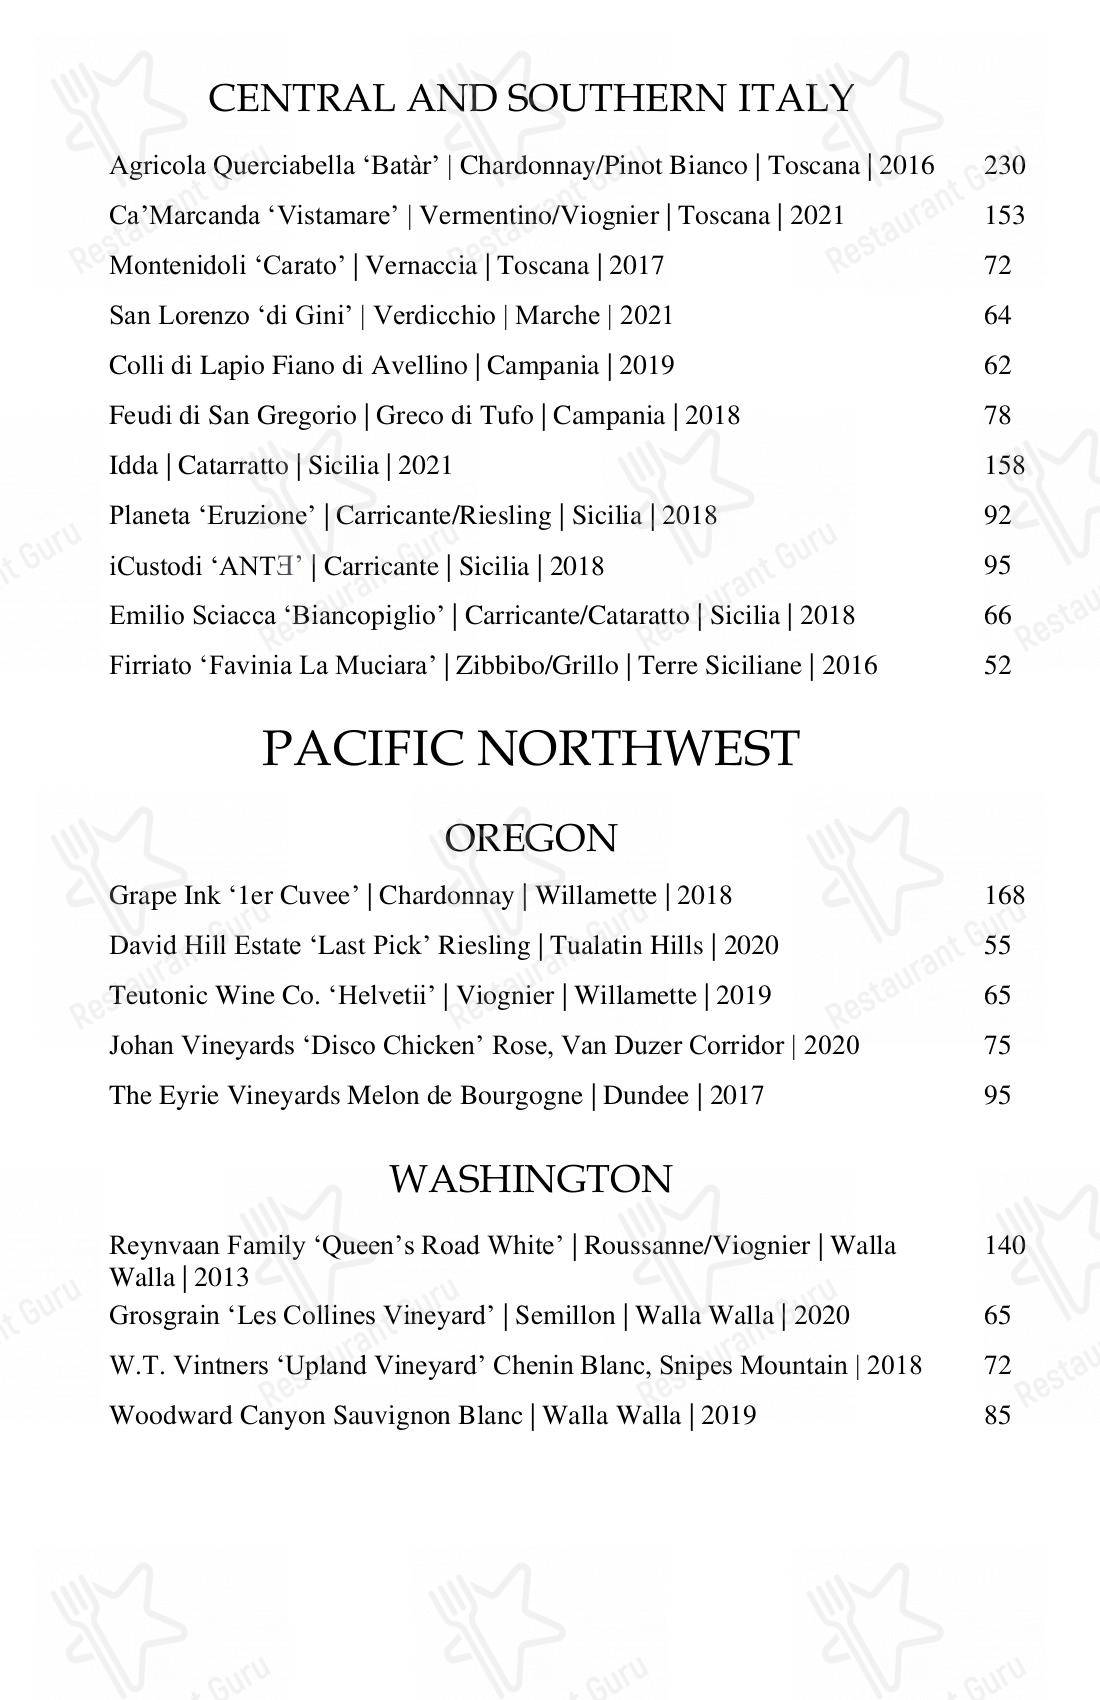 CENTRAL AND SOUTHERN ITALY
Agricola Querciabella ‘Batàr’ | Chardonnay/Pinot Bianco | Toscana | 2016 230
Ca’Marcanda ‘Vistamare’ | Vermentino/Viognier | Toscana | 2021 153
Montenidoli ‘Carato’ | Vernaccia | Toscana | 2017 72
San Lorenzo ‘di Gini’ | Verdicchio | Marche | 2021 64
Colli di Lapio Fiano di Avellino | Campania | 2019 62
Feudi di San Gregorio | Greco di Tufo | Campania | 2018 78
Idda | Catarratto | Sicilia | 2021 158
Planeta ‘Eruzione’ | Carricante/Riesling | Sicilia | 2018 92
iCustodi ‘ANTƎ’ | Carricante | Sicilia | 2018 95
Emilio Sciacca ‘Biancopiglio’ | Carricante/Cataratto | Sicilia | 2018 66
Firriato ‘Favinia La Muciara’ | Zibbibo/Grillo | Terre Siciliane | 2016 52
PACIFIC NORTHWEST
OREGON
Grape Ink ‘1er Cuvee’ | Chardonnay | Willamette | 2018 168
David Hill Estate ‘Last Pick’ Riesling | Tualatin Hills | 2020 55
Teutonic Wine Co. ‘Helvetii’ | Viognier | Willamette | 2019 65
Johan Vineyards ‘Disco Chicken’ Rose, Van Duzer Corridor | 2020 75
The Eyrie Vineyards Melon de Bourgogne | Dundee | 2017 95
WASHINGTON
Reynvaan Family ‘Queen’s Road White’ | Roussanne/Viognier | Walla 140
Walla | 2013
Grosgrain ‘Les Collines Vineyard’ | Semillon | Walla Walla | 2020 65
W.T. Vintners ‘Upland Vineyard’ Chenin Blanc, Snipes Mountain | 2018 72
Woodward Canyon Sauvignon Blanc | Walla Walla | 2019 85
Restaurant Guru